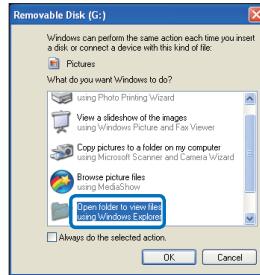 Removable Disk (G:)
Windows can perform the same action each time you insert
a disk or connect a device with this kind of file:
Pictures
What do you want Windows to do?
using Photo Printing Wizard
View a slideshow of the images
using Windows Picture and Fax Viewer
Copy pictures to a folder on my computer
using Microsoft Scanner and Camera Wizard
Browse picture files
using MediaShow
Open folder to view files
using Windows Explorer
Always do the selected action.
OK
Cancel